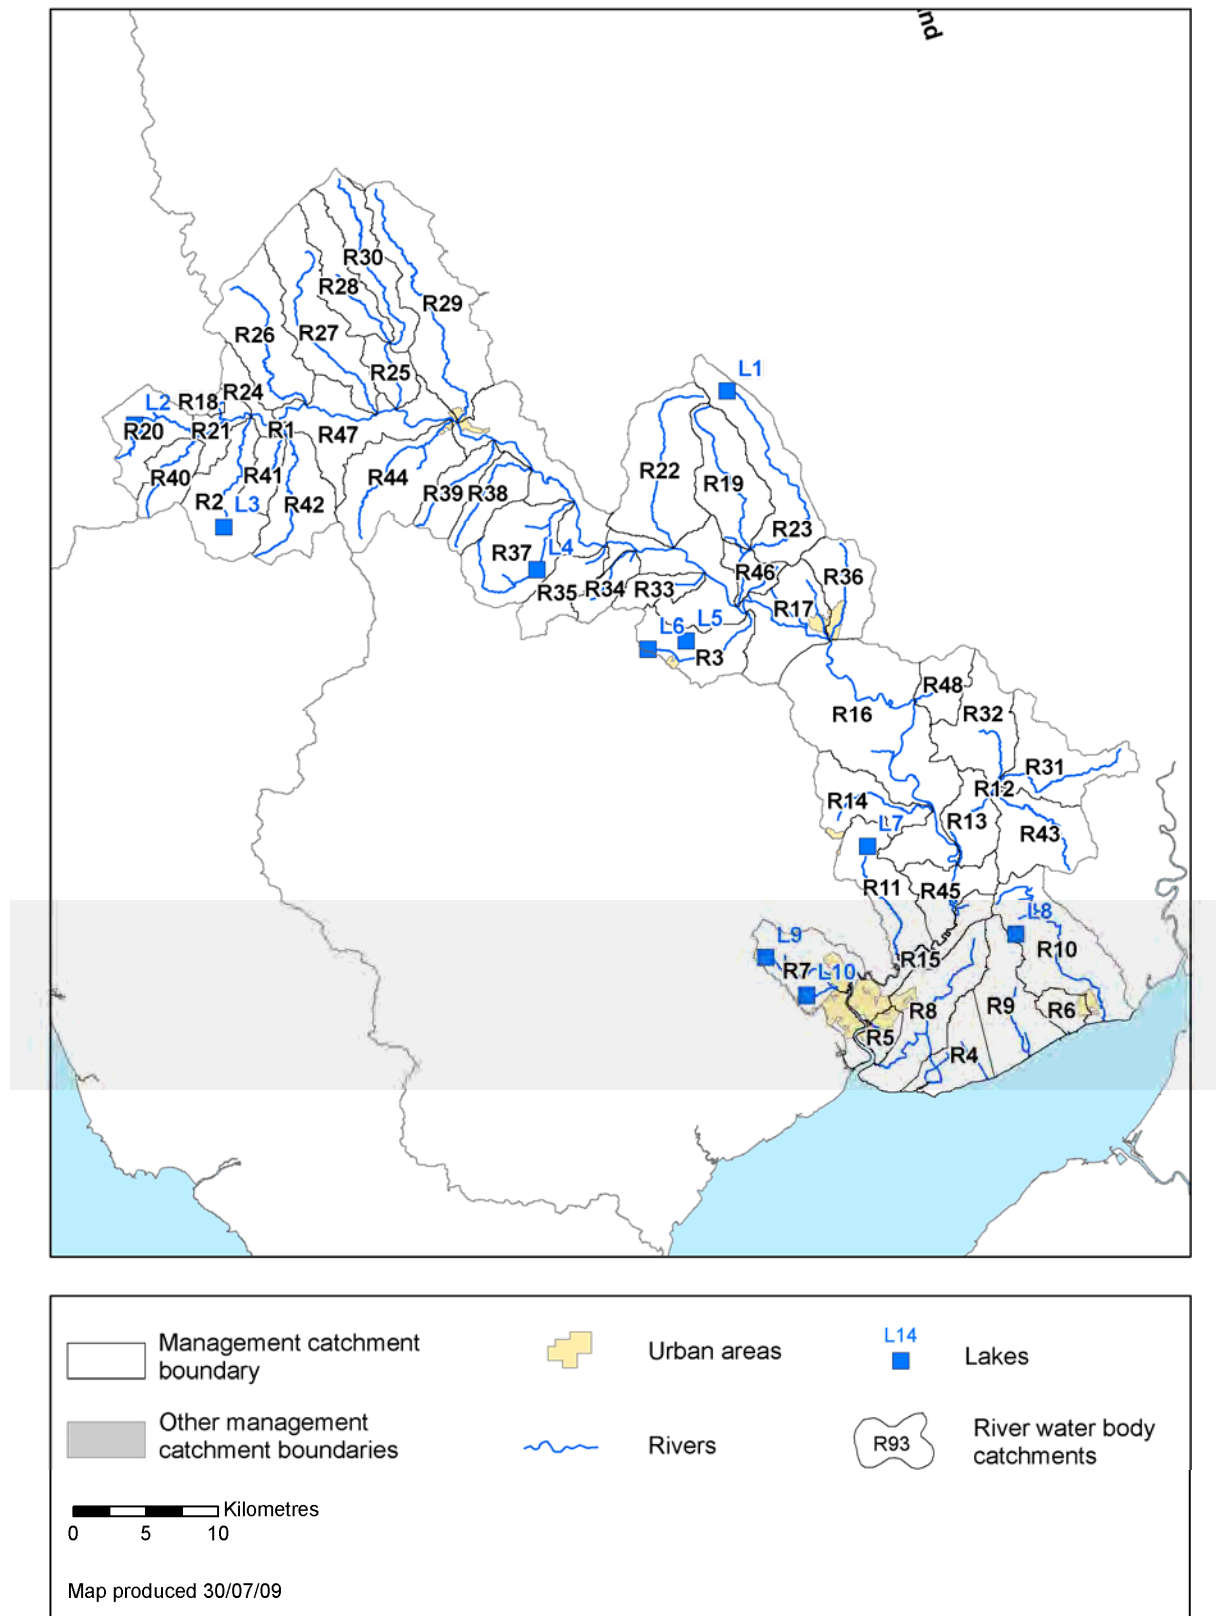 nd
L1
R30
R28
R29
R26
R27
R25
L2
R18
R24
R20
R21
R1
R47
R40
R41
R44
R22
R19
R2
L3
R42
R39
R38
R23
R37
L4
R46
R36
R35
R34
R33
R17
L6
L5
R3
R48
R16
R32
R31
R12
R14
L7
R13
R43
R11
R45
L8
L9
R10
R7
L10
R15
R8
R9
R6
R5
R4
Management catchment
boundary
Urban areas
L14
Lakes
Other management
catchment boundaries
Rivers
R93
River water body
catchments
Kilometres
0 5 10
Map produced 30/07/09